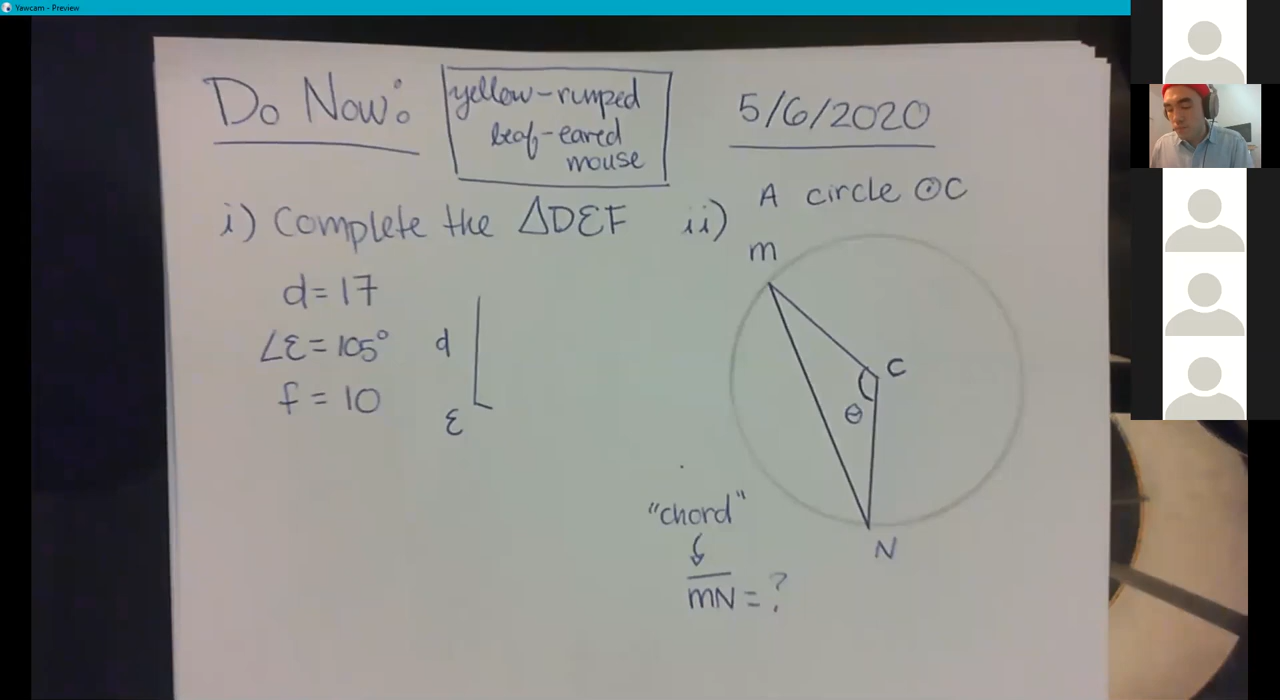 Yawcam - Preview
Do Now:
yellow-rumped
leaf-eared
mouse
5/6/2020
i) Complete the △DEF
d = 17
∠E = 105°
f = 10
d
E
ii) A circle ⊙C
m
C
θ
N
"chord"
mN = ?